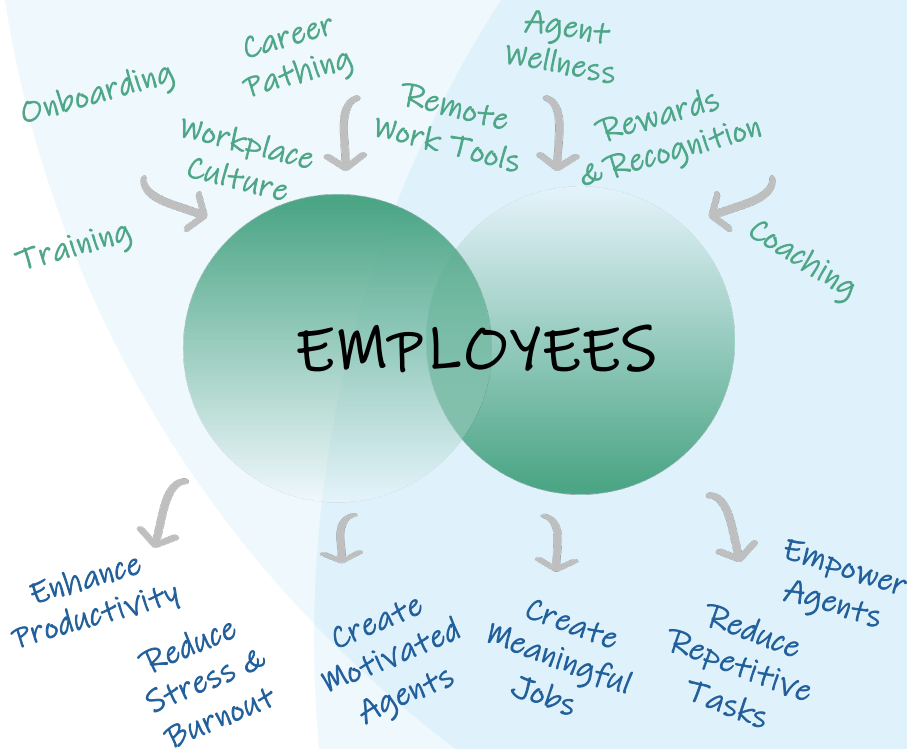 Onboarding
Career
Pathing
Agent
Wellness
Workplace
Culture
Remote
Work Tools
Rewards
& Recognition
Training
Coaching
EMPLOYEES
Enhance
Productivity
Reduce
Stress &
Burnout
Create
Motivated
Agents
Create
Meaningful
Jobs
Reduce
Repetitive
Tasks
Empower
Agents